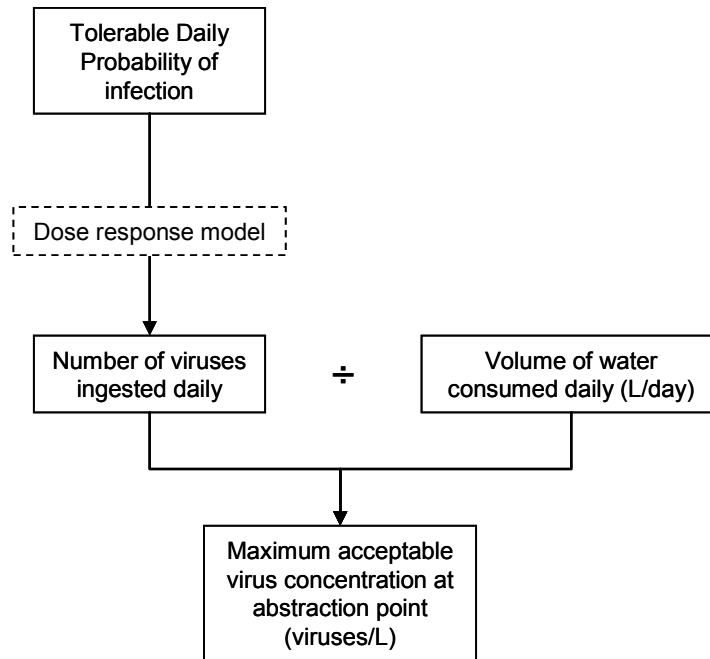 Tolerable Daily
Probability of
infection
Dose response model
Number of viruses
ingested daily
÷
Volume of water
consumed daily (L/day)
Maximum acceptable
virus concentration at
abstraction point
(viruses/L)